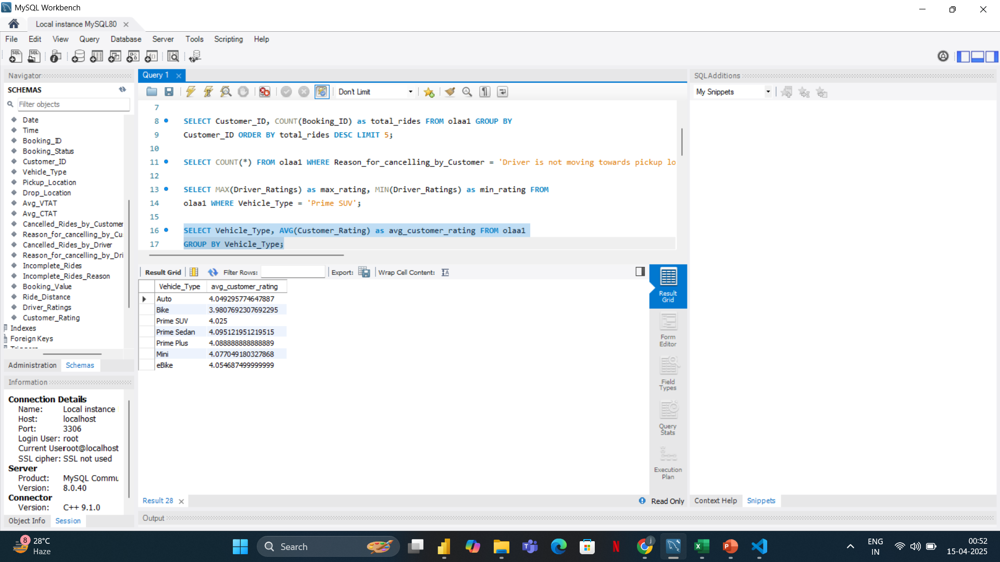 MySQL Workbench
Local instance MySQL80
File Edit View Query Database Server Tools Scripting Help
Navigator
SCHEMAS
Filter objects
Date
Time
Booking_ID
Booking_Status
Customer_ID
Vehicle_Type
Pickup_Location
Drop_Location
Avg_VTAT
Avg_CTAT
Cancelled_Rides_by_Customer
Reason_for_cancelling_by_Cu
Cancelled_Rides_by_Driver
Reason_for_cancelling_by_Dri
Incomplete_Rides
Incomplete_Rides_Reason
Booking_Value
Ride_Distance
Driver_Ratings
Customer_Rating
Indexes
Foreign Keys
Triggers
Administration Schemas
Information
Connection Details
Name: Local instance
Host: localhost
Port: 3306
Login User: root
Current Use root@localhost
SSL cipher: SSL not used
Server
Product: MySQL Commu
Version: 8.0.40
Connector
Version: C++ 9.1.0
Object Info Session
Query 1
Don't Limit
7
8 SELECT Customer_ID, COUNT(Booking_ID) as total_rides FROM olaa1 GROUP BY
9 Customer_ID ORDER BY total_rides DESC LIMIT 5;
10
11 SELECT COUNT(*) FROM olaa1 WHERE Reason_for_cancelling_by_Customer = 'Driver is not moving towards pickup lo
12
13 SELECT MAX(Driver_Ratings) as max_rating, MIN(Driver_Ratings) as min_rating FROM
14 olaa1 WHERE Vehicle_Type = 'Prime SUV';
15
16 SELECT Vehicle_Type, AVG(Customer_Rating) as avg_customer_rating FROM olaa1
17 GROUP BY Vehicle_Type;
Result Grid Filter Rows: Export: Wrap Cell Content:
Vehicle_Type avg_customer_rating
Auto 4.049295774647887
Bike 3.9807692307692295
Prime SUV 4.025
Prime Sedan 4.095121951219515
Prime Plus 4.088888888888889
Mini 4.077049180327868
eBike 4.054687499999999
Result
Grid
Form
Editor
Field
Types
Query
Stats
Execution
Plan
Result 28
Read Only
Output
SQLAdditions
My Snippets
Context Help Snippets
8
28°C
Haze
Search
ENG
IN
00:52
15-04-2025